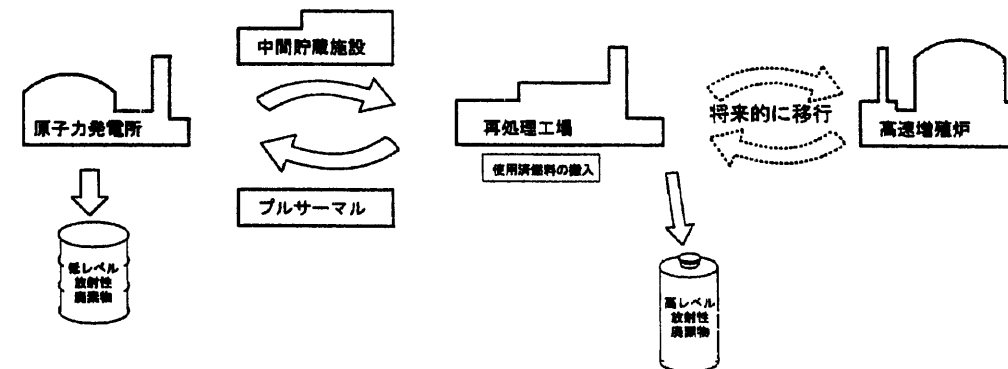 中間貯蔵施設
原子力発電所
再処理工場
将来的に移行
高速増殖炉
使用済燃料の搬入
プルサーマル
低レベル
放射性
廃棄物
高レベル
放射性
廃棄物